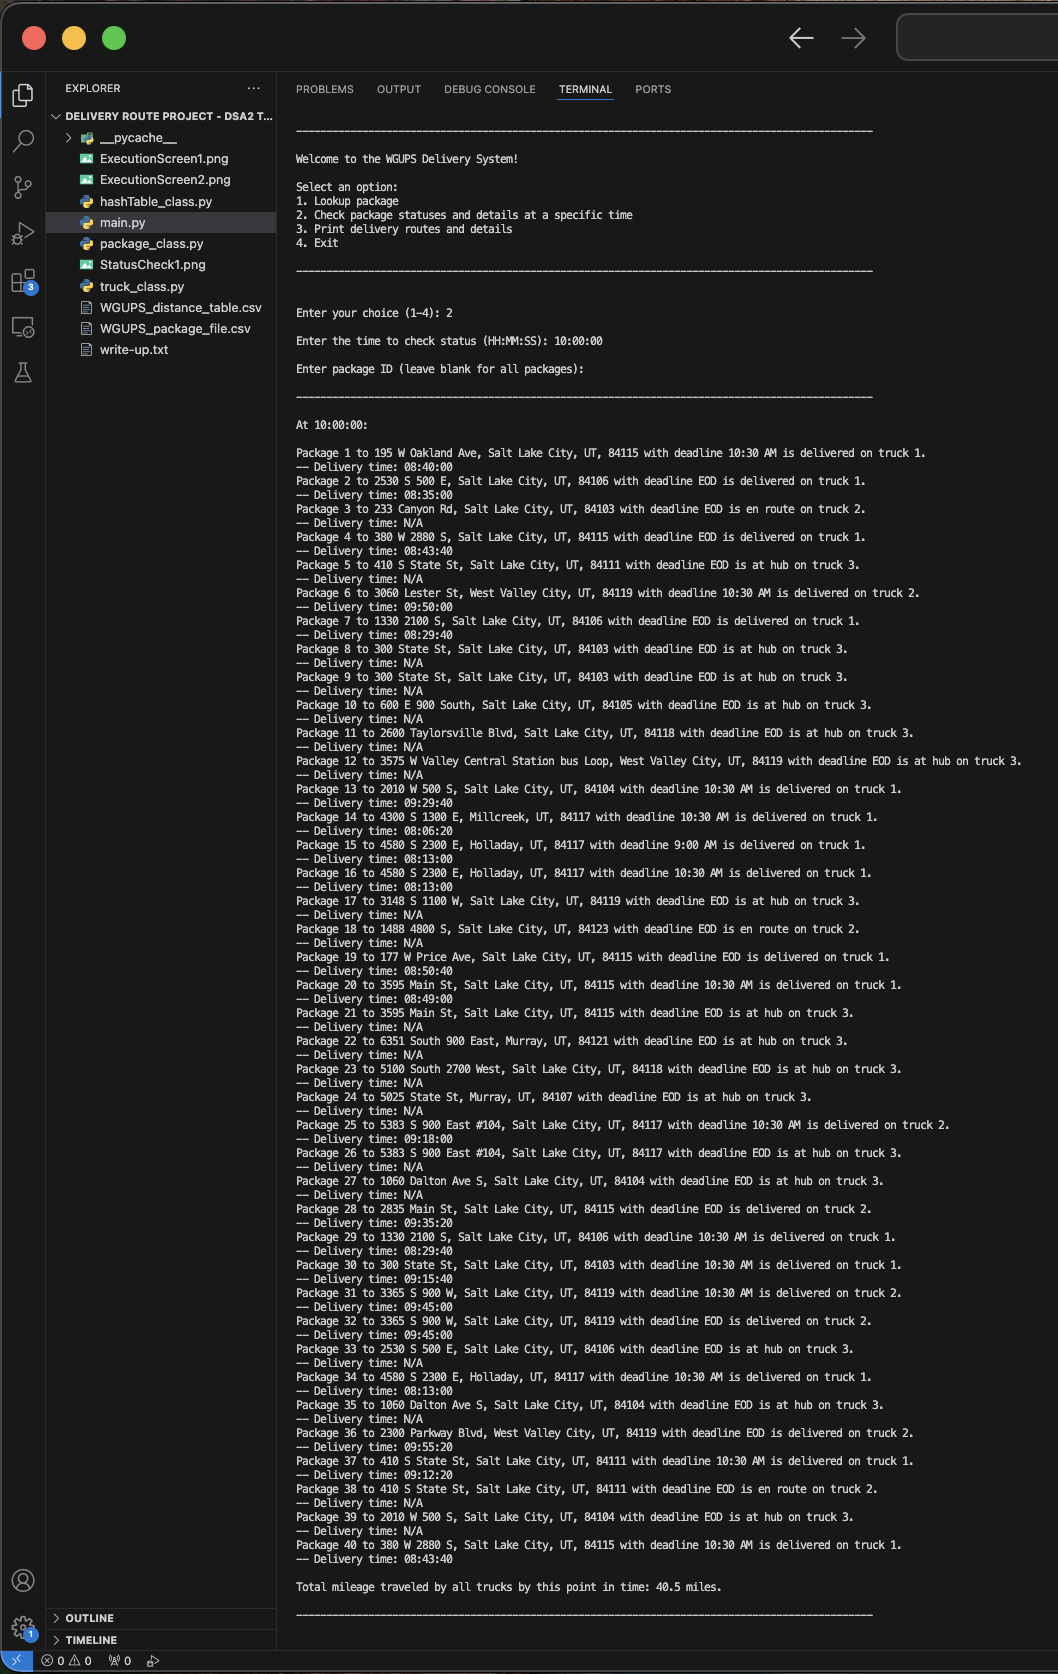 EXPLORER
DELIVERY ROUTE PROJECT - DSA2 T...
__pycache__
ExecutionScreen1.png
ExecutionScreen2.png
hashTable_class.py
main.py
package_class.py
StatusCheck1.png
truck_class.py
WGUPS_distance_table.csv
WGUPS_package_file.csv
write-up.txt
3
OUTLINE
TIMELINE
1
0 0 0
PROBLEMS OUTPUT DEBUG CONSOLE TERMINAL PORTS
------------------------------------------------------------------------------------------------
Welcome to the WGUPS Delivery System!
Select an option:
1. Lookup package
2. Check package statuses and details at a specific time
3. Print delivery routes and details
4. Exit
------------------------------------------------------------------------------------------------
Enter your choice (1-4): 2
Enter the time to check status (HH:MM:SS): 10:00:00
Enter package ID (leave blank for all packages):
------------------------------------------------------------------------------------------------
At 10:00:00:
Package 1 to 195 W Oakland Ave, Salt Lake City, UT, 84115 with deadline 10:30 AM is delivered on truck 1.
-- Delivery time: 08:40:00
Package 2 to 2530 S 500 E, Salt Lake City, UT, 84106 with deadline EOD is delivered on truck 1.
-- Delivery time: 08:35:00
Package 3 to 233 Canyon Rd, Salt Lake City, UT, 84103 with deadline EOD is en route on truck 2.
-- Delivery time: N/A
Package 4 to 380 W 2880 S, Salt Lake City, UT, 84115 with deadline EOD is delivered on truck 1.
-- Delivery time: 08:43:40
Package 5 to 410 S State St, Salt Lake City, UT, 84111 with deadline EOD is at hub on truck 3.
-- Delivery time: N/A
Package 6 to 3060 Lester St, West Valley City, UT, 84119 with deadline 10:30 AM is delivered on truck 2.
-- Delivery time: 09:50:00
Package 7 to 1330 2100 S, Salt Lake City, UT, 84106 with deadline EOD is delivered on truck 1.
-- Delivery time: 08:29:40
Package 8 to 300 State St, Salt Lake City, UT, 84103 with deadline EOD is at hub on truck 3.
-- Delivery time: N/A
Package 9 to 300 State St, Salt Lake City, UT, 84103 with deadline EOD is at hub on truck 3.
-- Delivery time: N/A
Package 10 to 600 E 900 South, Salt Lake City, UT, 84105 with deadline EOD is at hub on truck 3.
-- Delivery time: N/A
Package 11 to 2600 Taylorsville Blvd, Salt Lake City, UT, 84118 with deadline EOD is at hub on truck 3.
-- Delivery time: N/A
Package 12 to 3575 W Valley Central Station bus Loop, West Valley City, UT, 84119 with deadline EOD is at hub on truck 3.
-- Delivery time: N/A
Package 13 to 2010 W 500 S, Salt Lake City, UT, 84104 with deadline 10:30 AM is delivered on truck 1.
-- Delivery time: 09:29:40
Package 14 to 4300 S 1300 E, Millcreek, UT, 84117 with deadline 10:30 AM is delivered on truck 1.
-- Delivery time: 08:06:20
Package 15 to 4580 S 2300 E, Holladay, UT, 84117 with deadline 9:00 AM is delivered on truck 1.
-- Delivery time: 08:13:00
Package 16 to 4580 S 2300 E, Holladay, UT, 84117 with deadline 10:30 AM is delivered on truck 1.
-- Delivery time: 08:13:00
Package 17 to 3148 S 1100 W, Salt Lake City, UT, 84119 with deadline EOD is at hub on truck 3.
-- Delivery time: N/A
Package 18 to 1488 4800 S, Salt Lake City, UT, 84123 with deadline EOD is en route on truck 2.
-- Delivery time: N/A
Package 19 to 177 W Price Ave, Salt Lake City, UT, 84115 with deadline EOD is delivered on truck 1.
-- Delivery time: 08:50:40
Package 20 to 3595 Main St, Salt Lake City, UT, 84115 with deadline 10:30 AM is delivered on truck 1.
-- Delivery time: 08:49:00
Package 21 to 3595 Main St, Salt Lake City, UT, 84115 with deadline EOD is at hub on truck 3.
-- Delivery time: N/A
Package 22 to 6351 South 900 East, Murray, UT, 84121 with deadline EOD is at hub on truck 3.
-- Delivery time: N/A
Package 23 to 5100 South 2700 West, Salt Lake City, UT, 84118 with deadline EOD is at hub on truck 3.
-- Delivery time: N/A
Package 24 to 5025 State St, Murray, UT, 84107 with deadline EOD is at hub on truck 3.
-- Delivery time: N/A
Package 25 to 5383 S 900 East #104, Salt Lake City, UT, 84117 with deadline 10:30 AM is delivered on truck 2.
-- Delivery time: 09:18:00
Package 26 to 5383 S 900 East #104, Salt Lake City, UT, 84117 with deadline EOD is at hub on truck 3.
-- Delivery time: N/A
Package 27 to 1060 Dalton Ave S, Salt Lake City, UT, 84104 with deadline EOD is at hub on truck 3.
-- Delivery time: N/A
Package 28 to 2835 Main St, Salt Lake City, UT, 84115 with deadline EOD is delivered on truck 2.
-- Delivery time: 09:35:20
Package 29 to 1330 2100 S, Salt Lake City, UT, 84106 with deadline 10:30 AM is delivered on truck 1.
-- Delivery time: 08:29:40
Package 30 to 300 State St, Salt Lake City, UT, 84103 with deadline 10:30 AM is delivered on truck 1.
-- Delivery time: 09:15:40
Package 31 to 3365 S 900 W, Salt Lake City, UT, 84119 with deadline 10:30 AM is delivered on truck 2.
-- Delivery time: 09:45:00
Package 32 to 3365 S 900 W, Salt Lake City, UT, 84119 with deadline EOD is delivered on truck 2.
-- Delivery time: 09:45:00
Package 33 to 2530 S 500 E, Salt Lake City, UT, 84106 with deadline EOD is at hub on truck 3.
-- Delivery time: N/A
Package 34 to 4580 S 2300 E, Holladay, UT, 84117 with deadline 10:30 AM is delivered on truck 1.
-- Delivery time: 08:13:00
Package 35 to 1060 Dalton Ave S, Salt Lake City, UT, 84104 with deadline EOD is at hub on truck 3.
-- Delivery time: N/A
Package 36 to 2300 Parkway Blvd, West Valley City, UT, 84119 with deadline EOD is delivered on truck 2.
-- Delivery time: 09:55:20
Package 37 to 410 S State St, Salt Lake City, UT, 84111 with deadline 10:30 AM is delivered on truck 1.
-- Delivery time: 09:12:20
Package 38 to 410 S State St, Salt Lake City, UT, 84111 with deadline EOD is en route on truck 2.
-- Delivery time: N/A
Package 39 to 2010 W 500 S, Salt Lake City, UT, 84104 with deadline EOD is at hub on truck 3.
-- Delivery time: N/A
Package 40 to 380 W 2880 S, Salt Lake City, UT, 84115 with deadline 10:30 AM is delivered on truck 1.
-- Delivery time: 08:43:40
Total mileage traveled by all trucks by this point in time: 40.5 miles.
------------------------------------------------------------------------------------------------